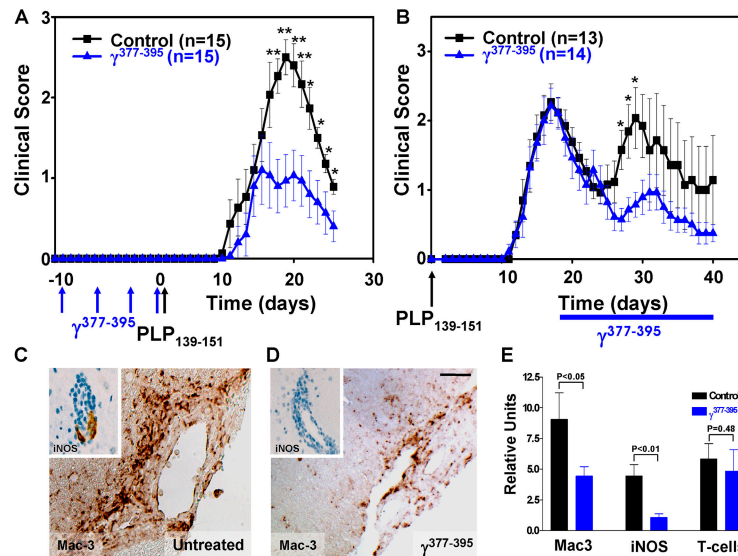 A
Control (n=15)
γ377-395 (n=15)
Clinical Score
3
2
1
0
** ** ** ** ** * * * * *
-10 0 10 20 30
Time (days)
γ377-395
PLP139-151
B
Control (n=13)
γ377-395 (n=14)
Clinical Score
3
2
1
0
* * *
0 10 20 30 40
Time (days)
PLP139-151
γ377-395
C
iNOS
Mac-3
Untreated
D
iNOS
Mac-3
γ377-395
E
Relative Units
12.5
10.0
7.5
5.0
2.5
0.0
Control
γ377-395
P<0.05
P<0.01
P=0.48
Mac3 iNOS T-cell